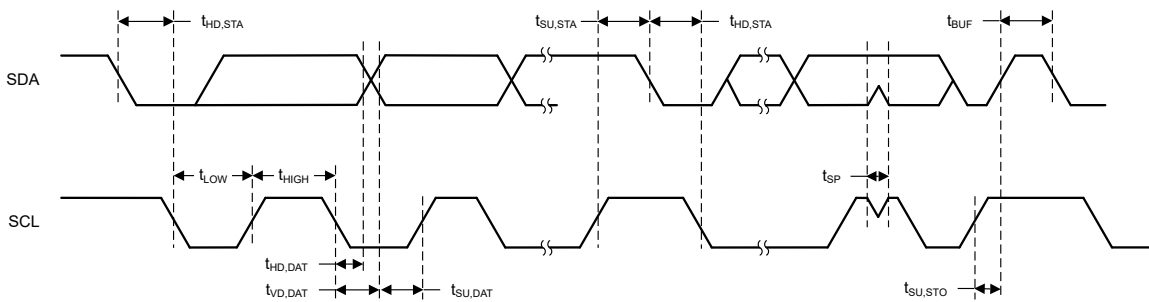 tHD,STA
tSU,STA
tHD,STA
tBUF
SDA
tLOW
tHIGH
tSP
SCL
tHD,DAT
tVD,DAT
tSU,DAT
tSU,STO